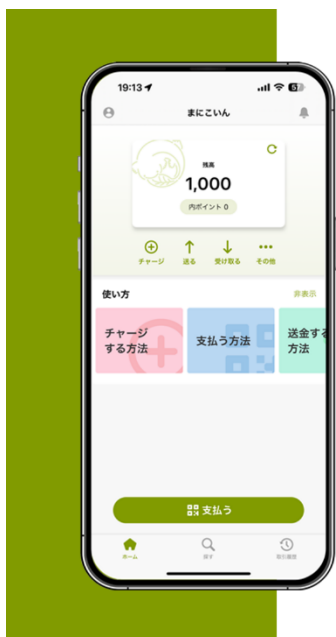 19:13
まにこいん
残高
1,000
内ポイント 0
チャージ
送る
受け取る
その他
使い方
非表示
チャージ
する方法
支払う方法
送金する
方法
支払う
ホーム
探す
取引履歴